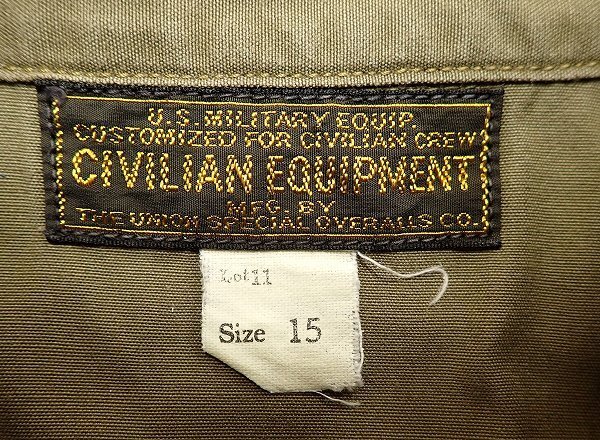 U.S. MILITARY EQUIP.
CUSTOMIZED FOR CIVILIAN CREW
CIVILIAN EQUIPMENT
MFG BY
THE UNION SPECIAL OVERALLS CO.
Lot 11
Size 15